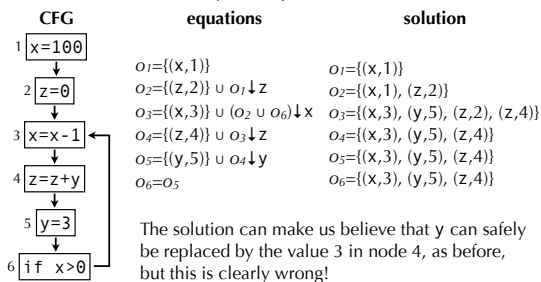 CFG equations solution
1 x=100
2 z=0
3 x=x-1
4 z=z+y
5 y=3
6 if x>0
o1={(x,1)}
o2={(z,2)} ∪ o1↓z
o3={(x,3)} ∪ (o2 ∪ o6)↓x
o4={(z,4)} ∪ o3↓z
o5={(y,5)} ∪ o4↓y
o6=o5
o1={(x,1)}
o2={(x,1), (z,2)}
o3={(x,3), (y,5), (z,2), (z,4)}
o4={(x,3), (y,5), (z,4)}
o5={(x,3), (y,5), (z,4)}
o6={(x,3), (y,5), (z,4)}
The solution can make us believe that y can safely
be replaced by the value 3 in node 4, as before,
but this is clearly wrong!